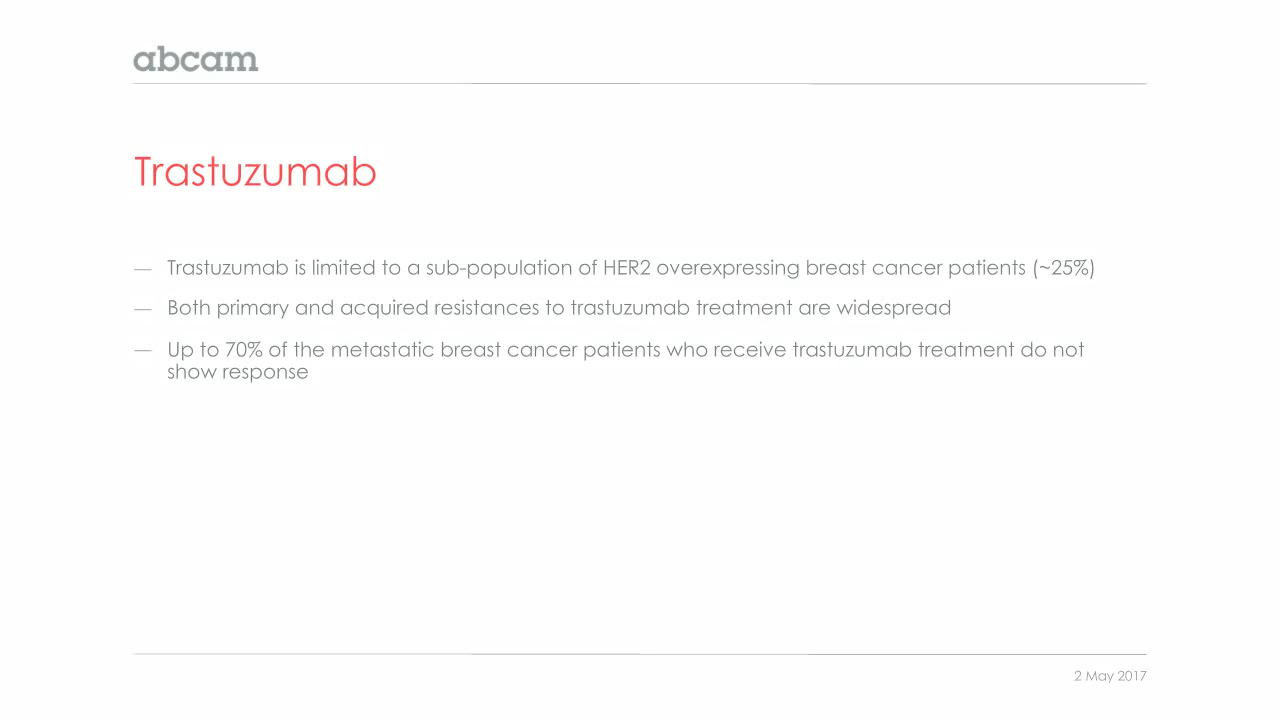 abcam
Trastuzumab
— Trastuzumab is limited to a sub-population of HER2 overexpressing breast cancer patients (~25%)
— Both primary and acquired resistances to trastuzumab treatment are widespread
— Up to 70% of the metastatic breast cancer patients who receive trastuzumab treatment do not
show response
2 May 2017